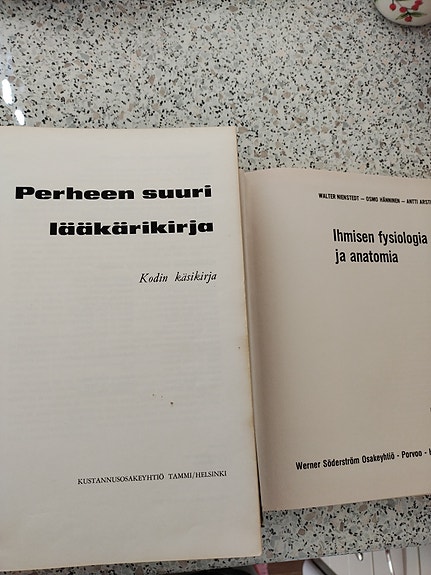 Perheen suuri
lääkärikirja
Kodin käsikirja
KUSTANNUSOSAKEYHTIÖ TAMMI/HELSINKI
WALTER NIENSTEDT – OSMO HÄNNINEN – ANTTI
Ihmisen fysiologia
ja anatomia
Werner Söderström Osakeyhtiö - Porvoo -